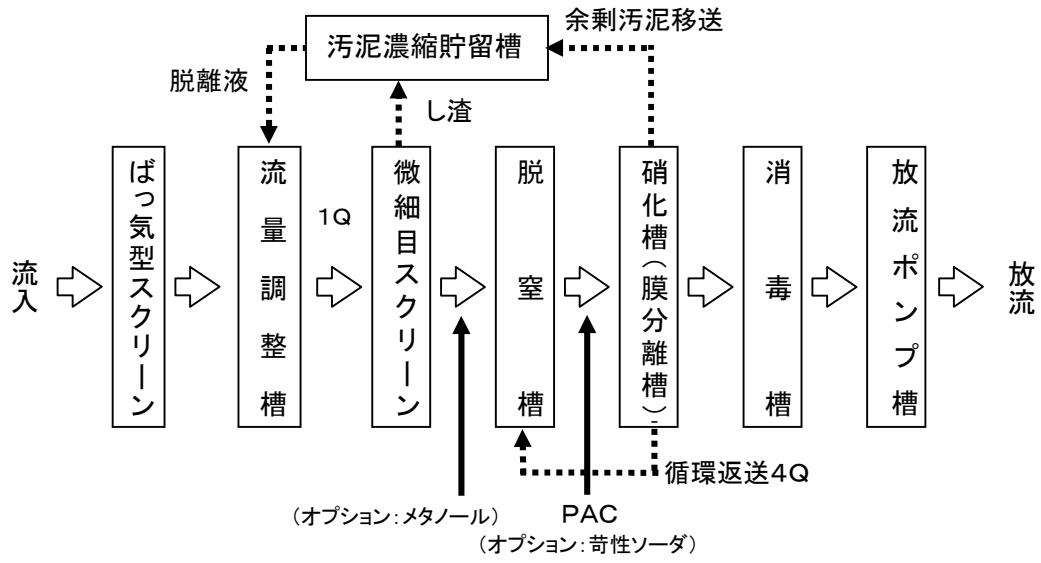 余剰汚泥移送
汚泥濃縮貯留槽
脱離液
し渣
流入
ばっ気型スクリーン
流量調整槽
1Q
微細目スクリーン
脱窒槽
硝化槽(膜分離槽)
消毒槽
放流ポンプ槽
放流
循環返送4Q
(オプション:メタノール)
PAC
(オプション:苛性ソーダ)